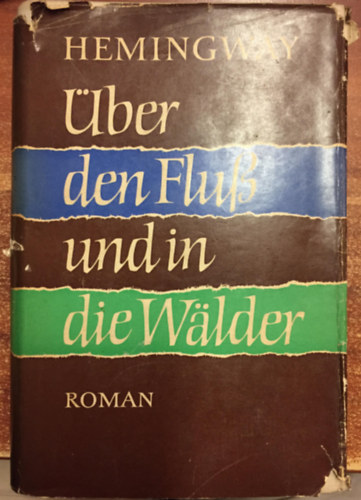 HEMINGWAY
Über
den Fluß
und in
die Wälder
ROMAN